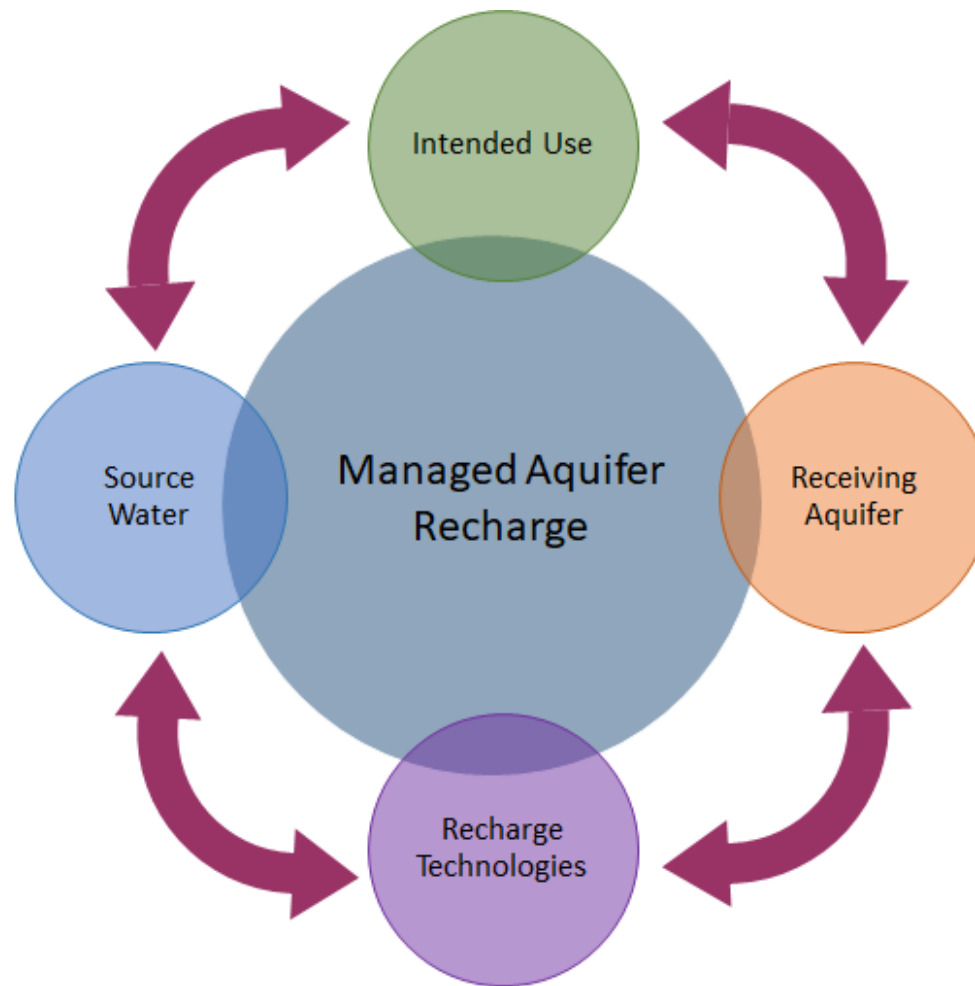 Intended Use
Source
Water
Managed Aquifer
Recharge
Receiving
Aquifer
Recharge
Technologies